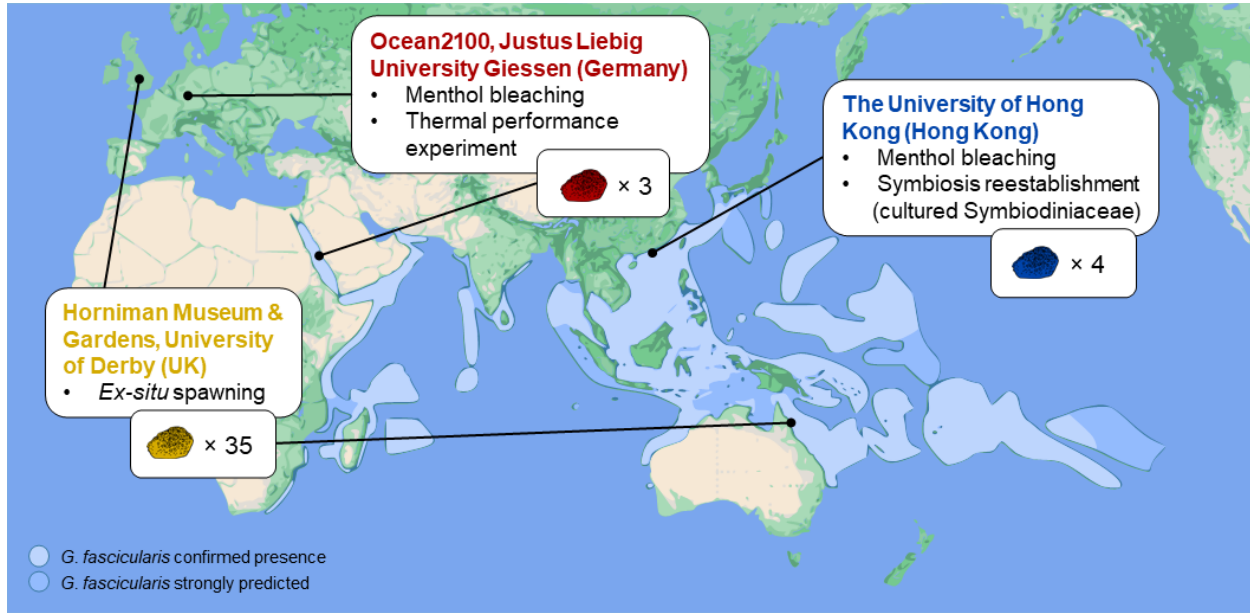 Ocean2100, Justus Liebig
University Giessen (Germany)
• Menthol bleaching
• Thermal performance
experiment
× 3
The University of Hong
Kong (Hong Kong)
• Menthol bleaching
• Symbiosis reestablishment
(cultured Symbiodiniaceae)
× 4
Horniman Museum &
Gardens, University
of Derby (UK)
• Ex-situ spawning
× 35
G. fascicularis confirmed presence
G. fascicularis strongly predicted